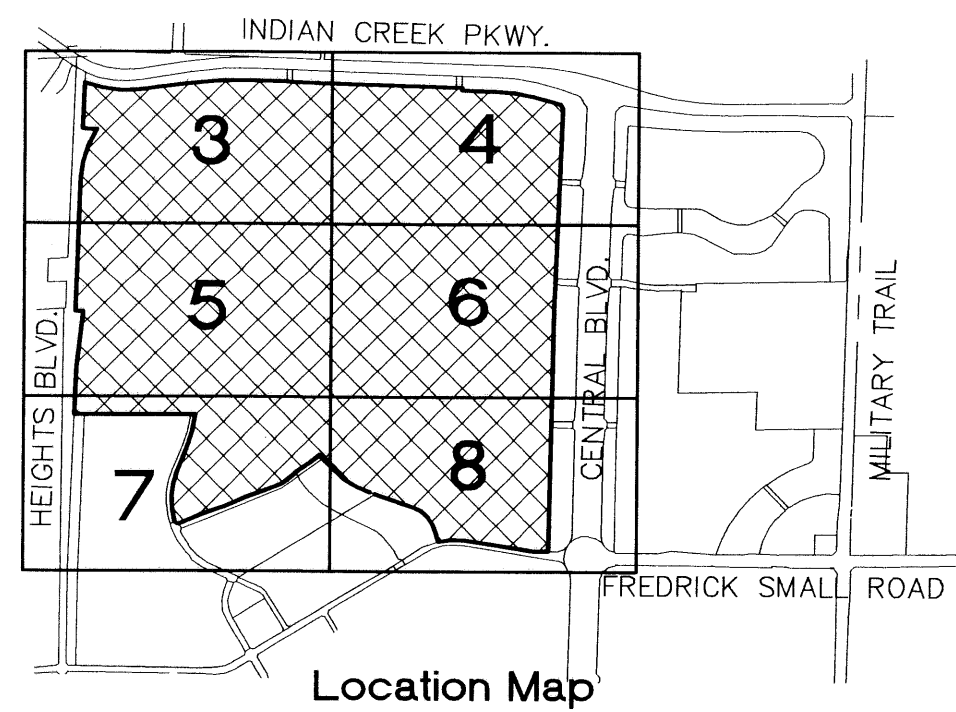 INDIAN CREEK PKWY.
3
4
5
6
HEIGHTS BLVD.
CENTRAL BLVD.
MILITARY TRAIL
7
8
FREDRICK SMALL ROAD
Location Map